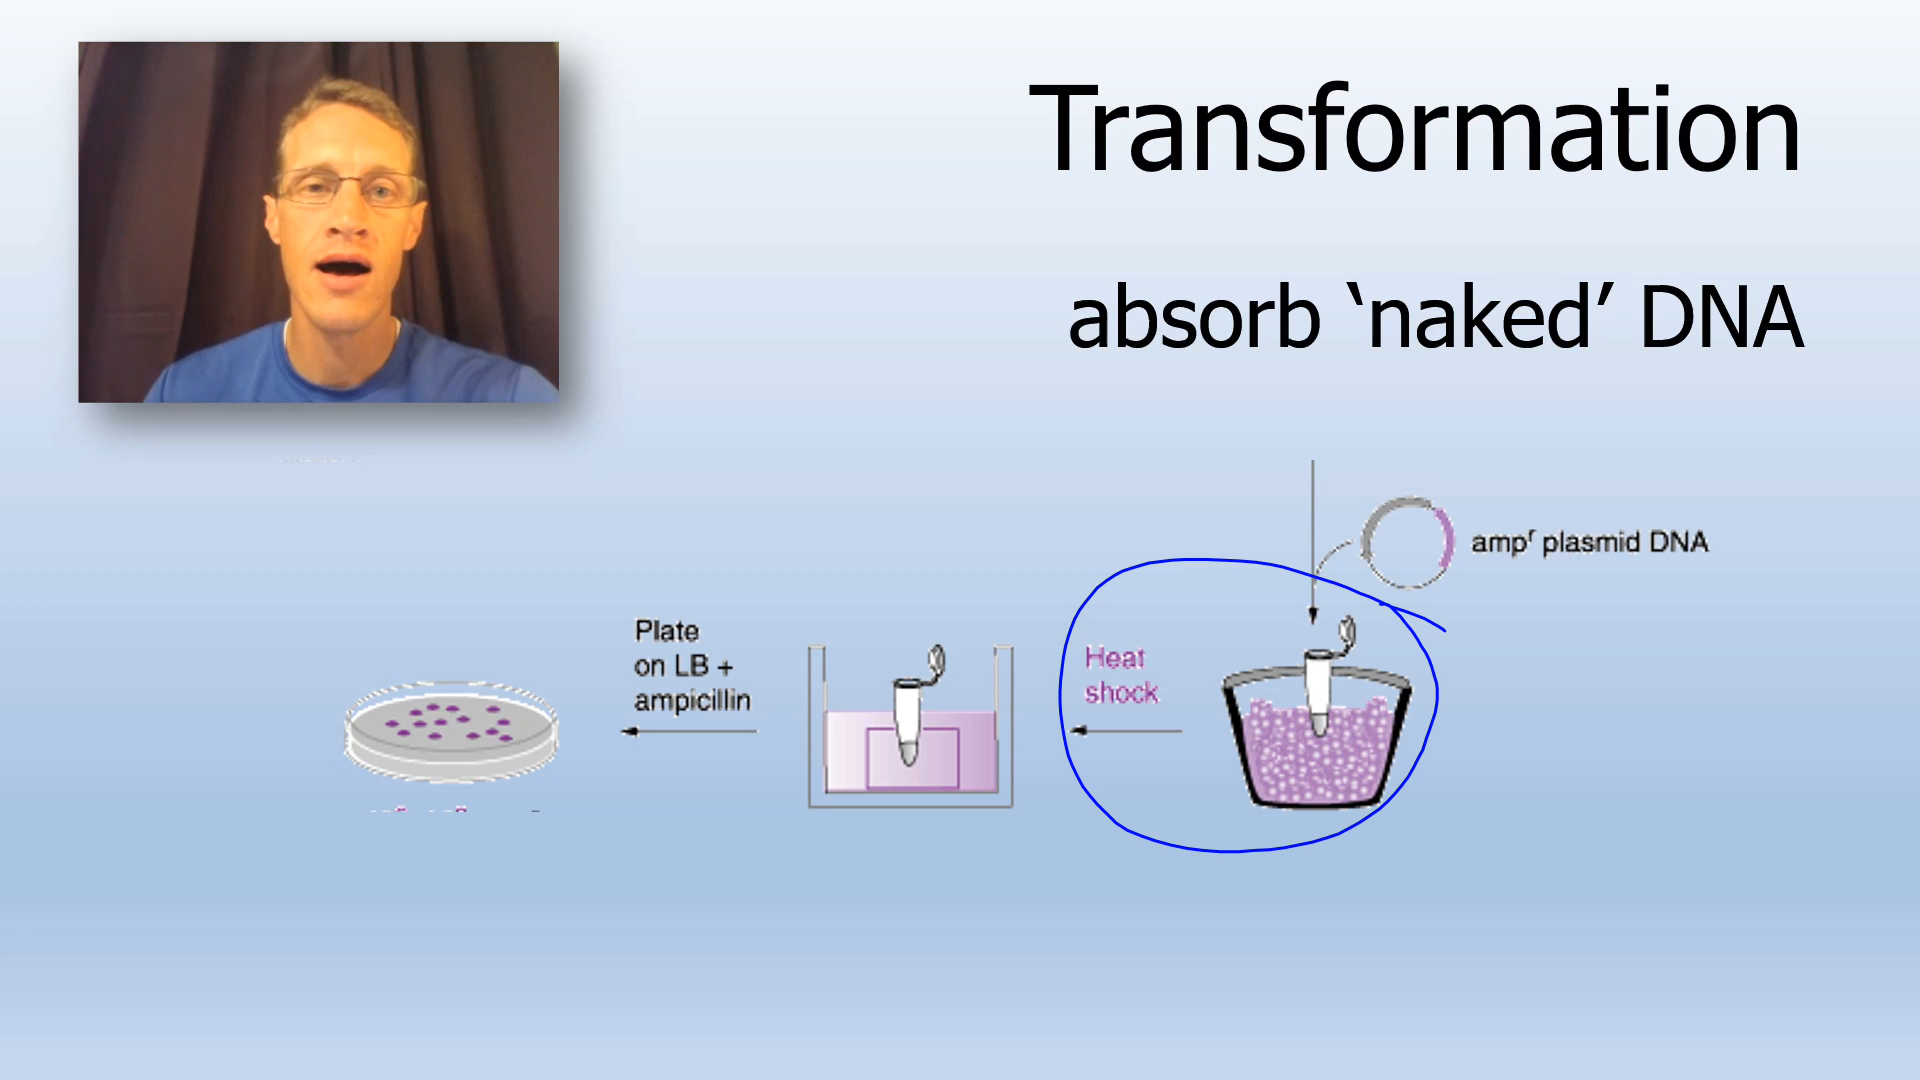 Transformation
absorb ‘naked’ DNA
ampʳ plasmid DNA
Plate
on LB +
ampicillin
Heat
shock